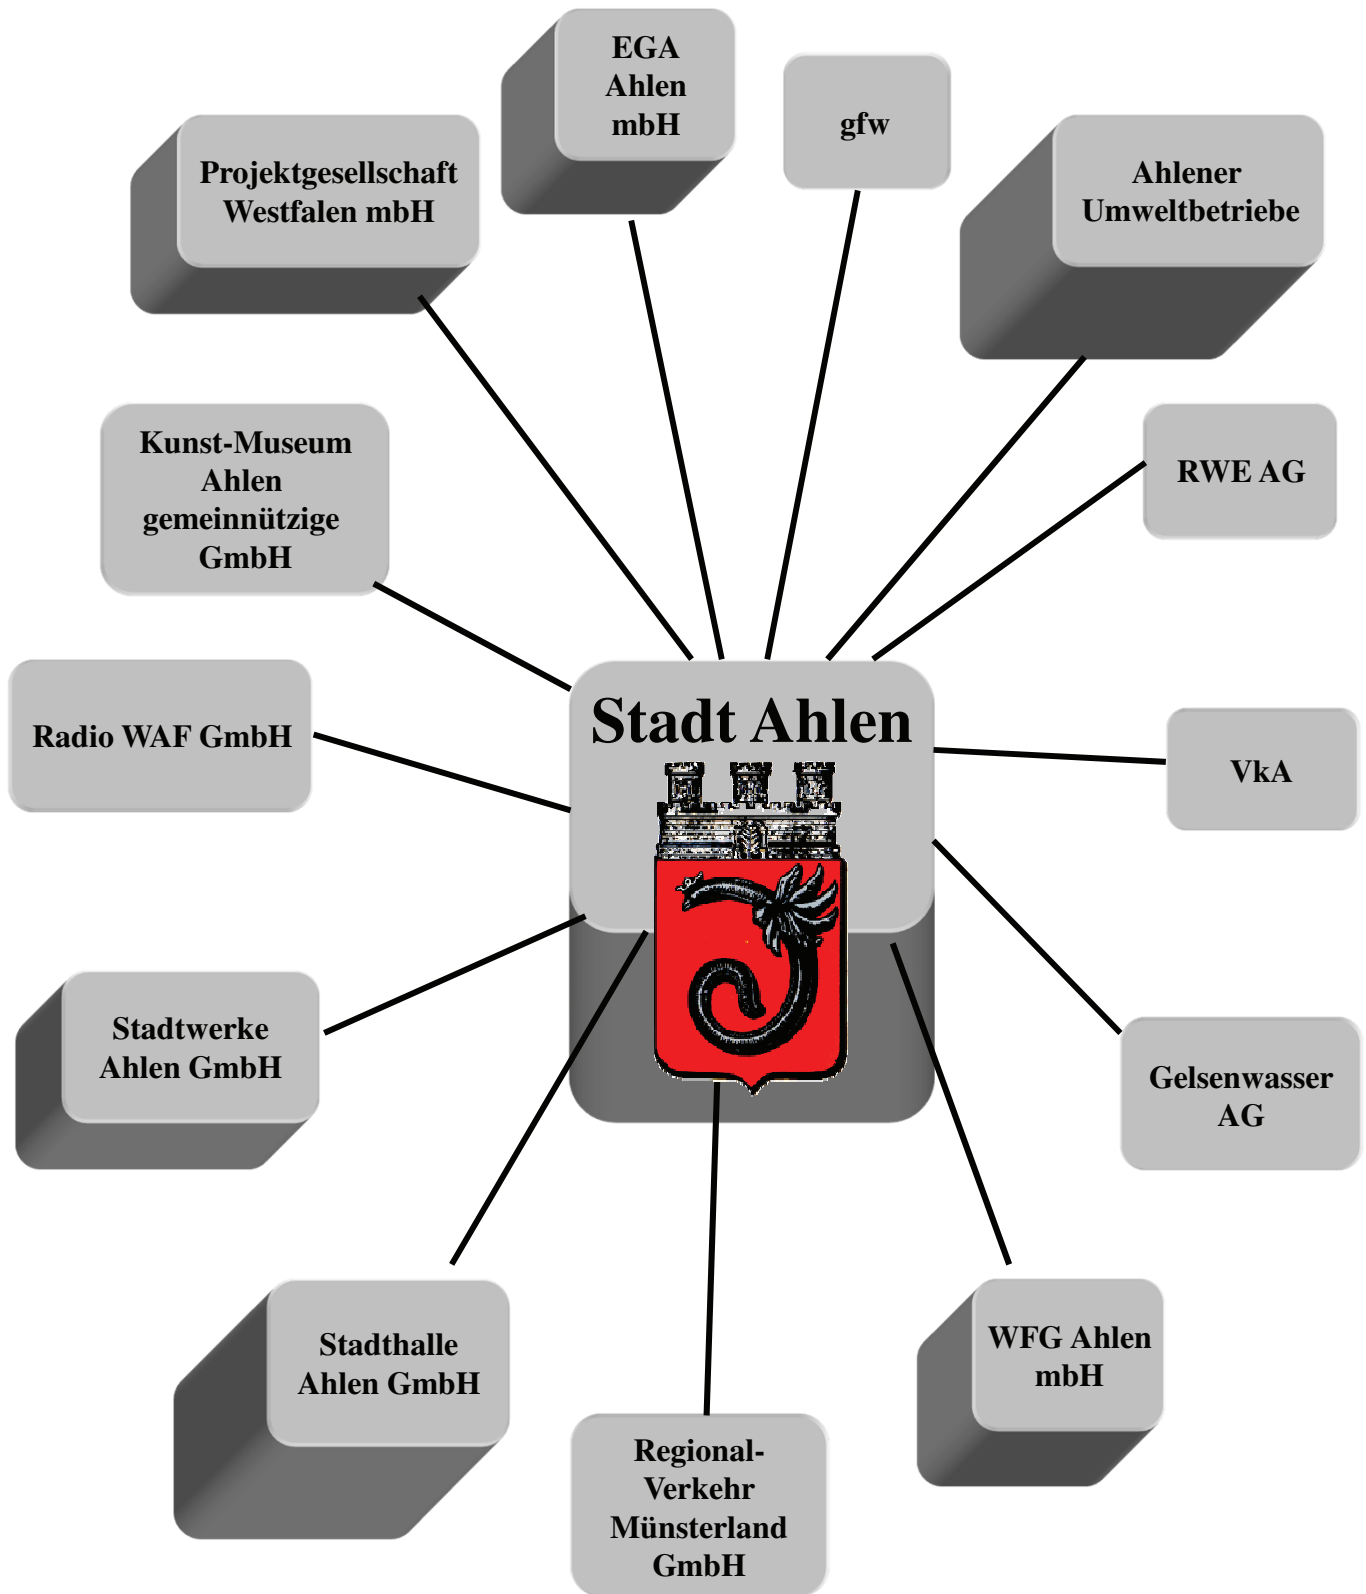 EGA
Ahlen
mbH
gfw
Projektgesellschaft
Westfalen mbH
Ahlener
Umweltbetriebe
Kunst-Museum
Ahlen
gemeinnützige
GmbH
RWE AG
Radio WAF GmbH
Stadt Ahlen
VkA
Stadtwerke
Ahlen GmbH
Gelsenwasser
AG
Stadthalle
Ahlen GmbH
WFG Ahlen
mbH
Regional-
Verkehr
Münsterland
GmbH